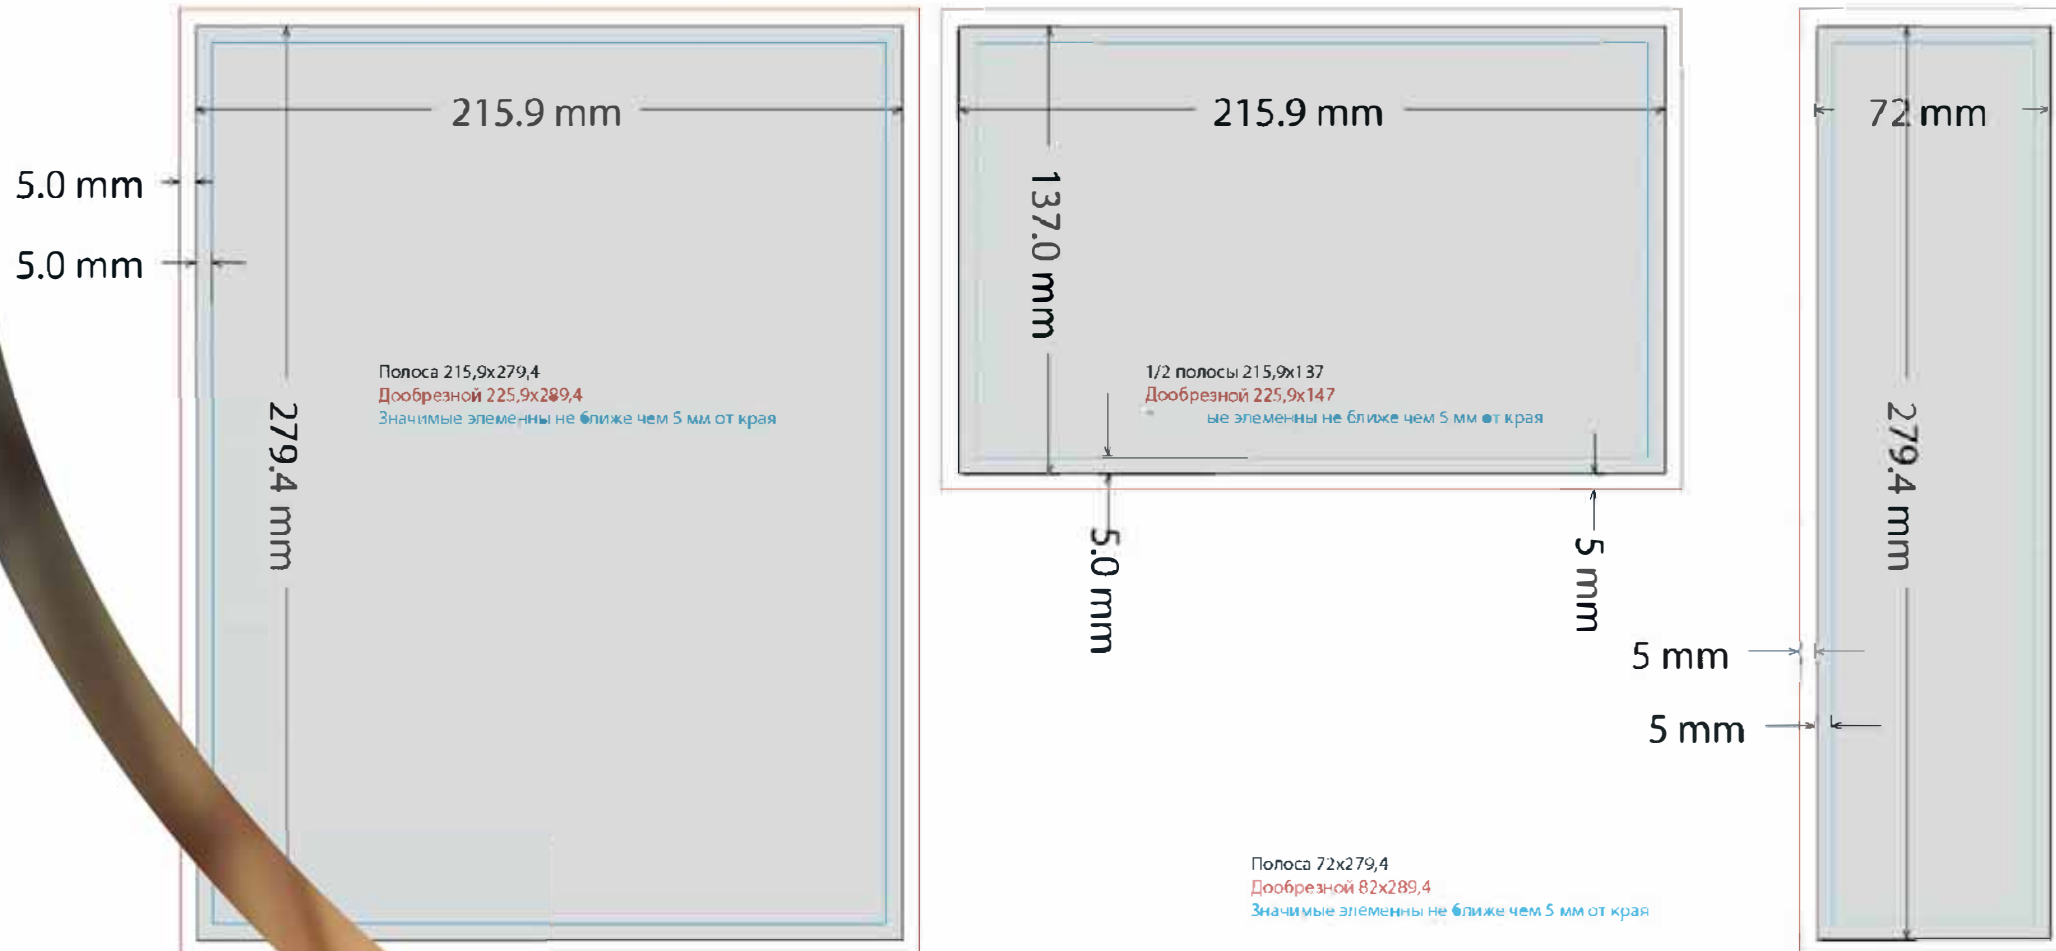 215.9 mm
5.0 mm
5.0 mm
279.4 mm
Полоса 215,9x279,4
Дообрезной 225,9x289,4
Значимые элеменны не ближе чем 5 мм от края
215.9 mm
137.0 mm
1/2 полосы 215,9x137
Дообрезной 225,9x147
ые элеменны не ближе чем 5 мм от края
5.0 mm
5 mm
72 mm
279.4 mm
5 mm
5 mm
Полоса 72x279,4
Дообрезной 82x289,4
Значимые элеменны не ближе чем 5 мм от края